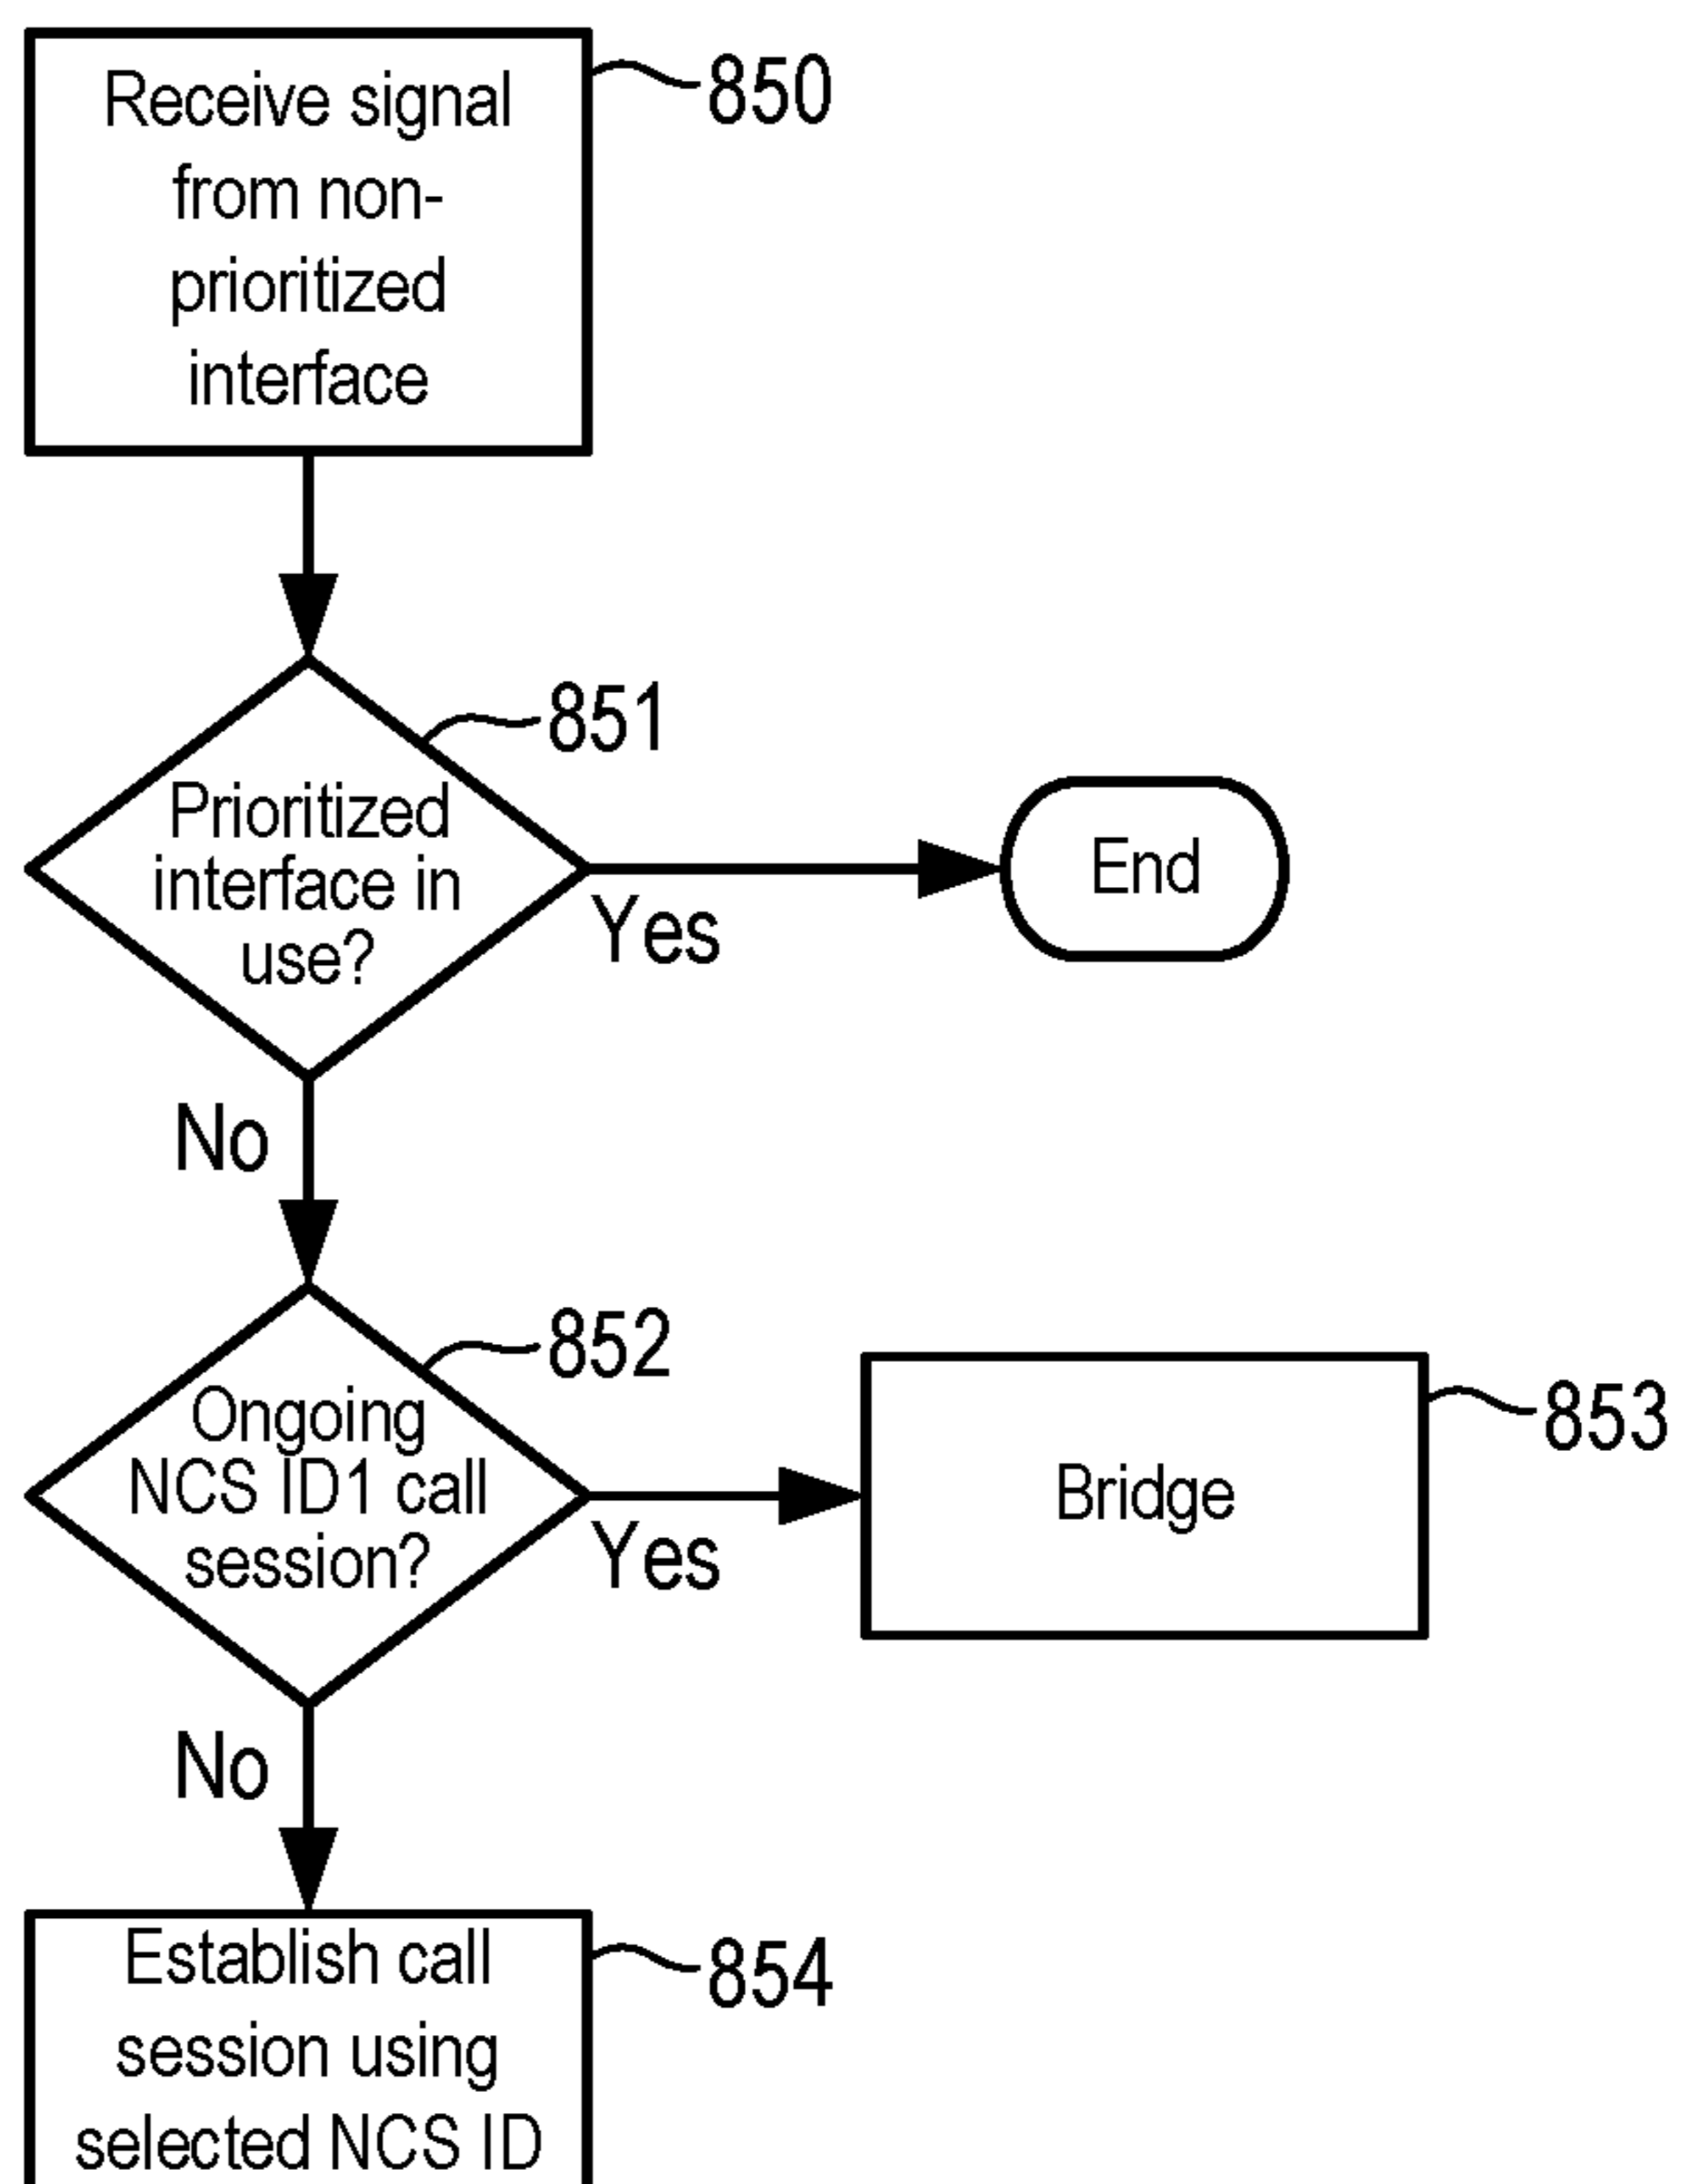 Receive signal
from non-
prioritized
interface
850
851
Prioritized
interface in
use?
Yes
End
No
852
Ongoing
NCS ID1 call
session?
Yes
Bridge
853
No
Establish call
session using
selected NCS ID
854